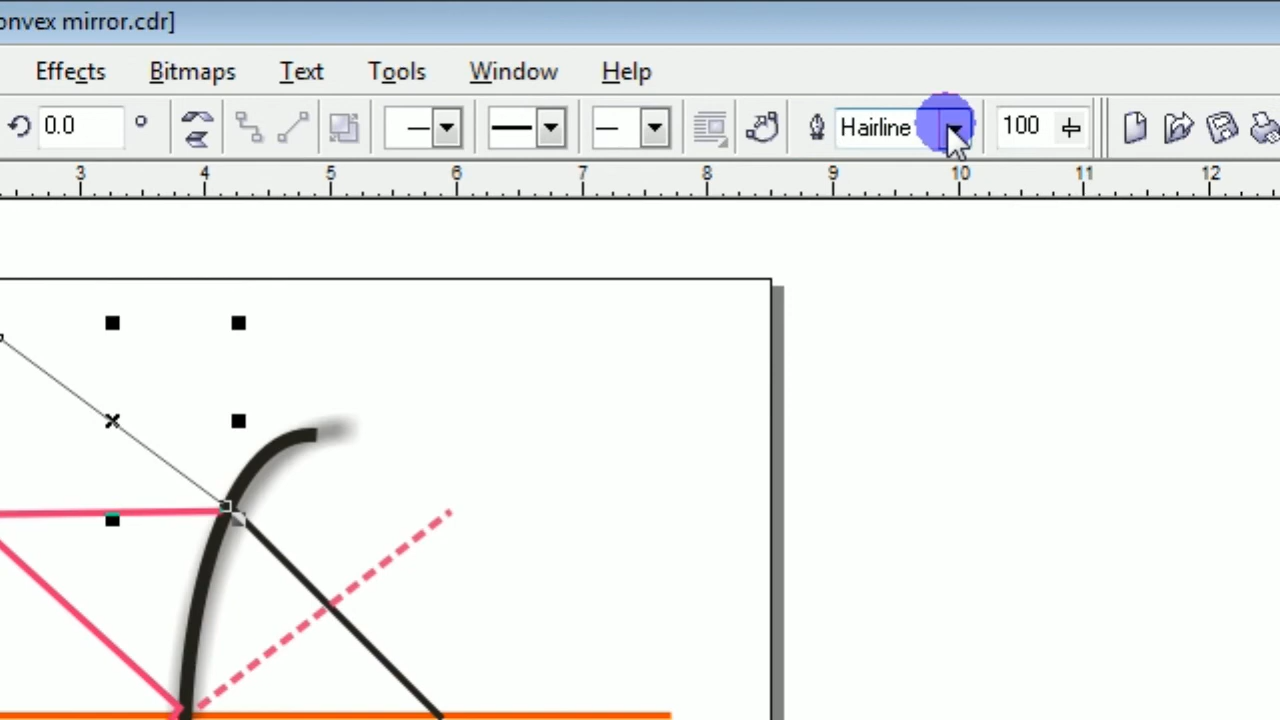 onvex mirror.cdr]
Effects Bitmaps Text Tools Window Help
0.0 ° Hairline 100
3 4 5 6 7 8 9 10 11 12